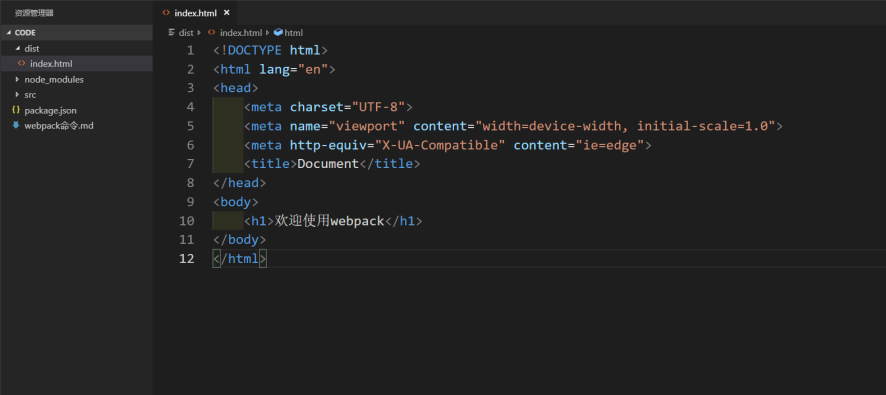 资源管理器
index.html ×
CODE
dist
index.html
node_modules
src
{} package.json
webpack命令.md
dist › index.html › html
1 <!DOCTYPE html>
2 <html lang="en">
3 <head>
4 <meta charset="UTF-8">
5 <meta name="viewport" content="width=device-width, initial-scale=1.0">
6 <meta http-equiv="X-UA-Compatible" content="ie=edge">
7 <title>Document</title>
8 </head>
9 <body>
10 <h1>欢迎使用webpack</h1>
11 </body>
12 </html>